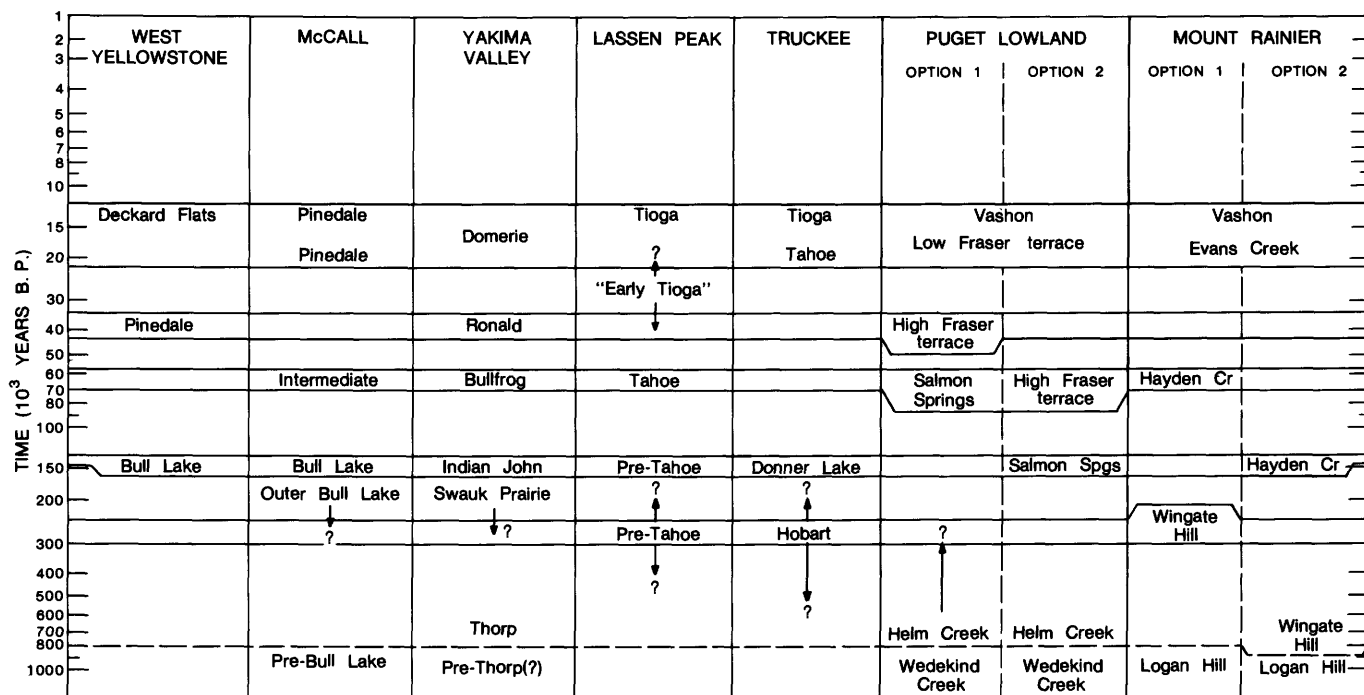 WEST YELLOWSTONE McCALL YAKIMA VALLEY LASSEN PEAK TRUCKEE PUGET LOWLAND MOUNT RAINIER
OPTION 1 OPTION 2 OPTION 1 OPTION 2
TIME (10³ YEARS B.P.)
1
2
3
4
5
6
7
8
10
15
20
30
40
50
60
70
80
100
150
200
300
400
500
600
700
800
1000
Deckard Flats Pinedale Tioga Tioga Vashon Vashon
Domerie Low Fraser terrace
Pinedale ? Tahoe Evans Creek
"Early Tioga"
Pinedale Ronald High Fraser
terrace
Intermediate Bullfrog Tahoe Salmon Springs High Fraser terrace Hayden Cr
Bull Lake Bull Lake Indian John Pre-Tahoe Donner Lake Salmon Spgs Hayden Cr
Outer Bull Lake Swauk Prairie ? ?
? ? Pre-Tahoe Hobart ? Wingate Hill
?
?
Thorp Helm Creek Helm Creek Wingate Hill
Pre-Bull Lake Pre-Thorp(?) Wedekind Creek Wedekind Creek Logan Hill Logan Hill